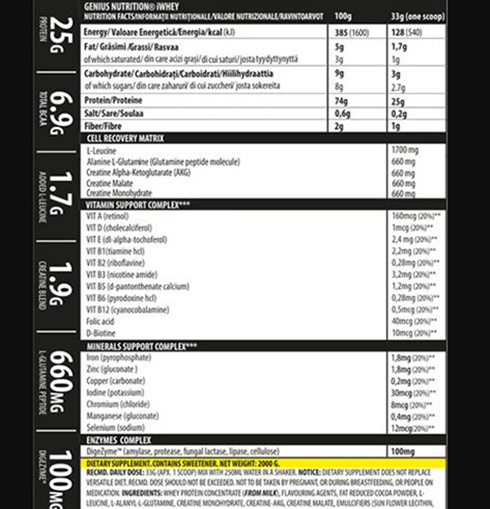 25G
PROTEIN
6.9G
TOTAL BCAA
1.7G
ADDED L-LEUCINE
1.9G
CREATINE BLEND
660MG
L-GLUTAMINE PEPTIDE
100MG
DIGEZYME®
GENIUS NUTRITION® iWHEY
NUTRITION FACTS/INFORMAȚII NUTRIȚIONALE/VALORE NUTRIZIONALE/RAVINTOARVOT 100g 33g (one scoop)
Energy/ Valoare Energetică/Energia/kcal (kJ) 385 (1600) 128 (540)
Fat/ Grăsimi /Grassi/ Rasvaa 5g 1,7g
of which saturated/ din care acizi grași/ di cui saturi/ josta tyydyttynyttä 3g 1g
Carbohydrate/ Carbohidrați/ Carboidrati/ Hiilihydraattia 9g 3g
of which sugars/ din care zaharuri/ di cui zuccheri/ josta sokereita 8g 2.7g
Protein/Proteine 74g 25g
Salt/ Sare/Soulaa 0,6g 0,2g
Fiber/Fibre 2g 1g
CELL RECOVERY MATRIX
L-Leucine 1700 mg
Alanine L-Glutamine (Glutamine peptide molecule) 660 mg
Creatine Alpha-Ketoglutarate (AKG) 660 mg
Creatine Malate 660 mg
Creatine Monohydrate 660 mg
VITAMIN SUPPORT COMPLEX***
VIT A (retinol) 160mcg (20%)**
VIT D (cholecalciferol) 1mcg (20%)**
VIT E (dl-alpha-tochoferol) 2,4 mg (20%)**
VIT B1(tiamine hcl) 2,2mg (20%)**
VIT B2 (riboflavine) 0,28mg (20%)**
VIT B3 (nicotine amide) 3,2mg (20%)**
VIT B5 (d-pantonthenate calcium) 1,2mg (20%)**
VIT B6 (pyrodoxine hcl) 0,28mg (20%)**
VIT B12 (cyanocobalamine) 0,5mcg (20%)**
Folic acid 40mcg (20%)**
D-Biotine 10mcg (20%)**
MINERALS SUPPORT COMPLEX***
Iron (pyrophosphate) 1,8mg (20%)**
Zinc (gluconate ) 1,8mg (20%)**
Copper (carbonate) 0,2mg (20%)**
Iodine (potassium) 30mcg (20%)**
Chromium (chloride) 8mcg (20%)**
Manganese (gluconate) 0,4mg (20%)**
Selenium (sodium) 12mcg(20%)**
ENZYMES COMPLEX
DigeZyme™ (amylase, protease, fungal lactase, lipase, cellulose) 100mg
DIETARY SUPPLEMENT. CONTAINS SWEETENER. NET WEIGHT: 2000 G.
RECMD. DAILY DOSE: 33G (APX. 1 SCOOP) MIX WITH 250ML WATER IN A SHAKER. NOTICE: DIETARY SUPPLEMENT DOES NOT REPLACE
VERSATILE DIET. RECMD. DOSE SHOULD NOT BE EXCEEDED. NOT TO BE TAKEN BY PREGNANT, OR DURING BREASTFEEDING, OR PEOPLE ON
MEDICATION. INGREDIENTS: WHEY PROTEIN CONCENTRATE (FROM MILK), FLAVOURING AGENTS, FAT REDUCED COCOA POWDER, L-
LEUCINE, L-ALANYL-L-GLUTAMINE, CREATINE MONOHYDRATE, CREATINE-AKG, CREATINE MALATE, EMULIFIERS (SUN FLOWER LECITHIN,